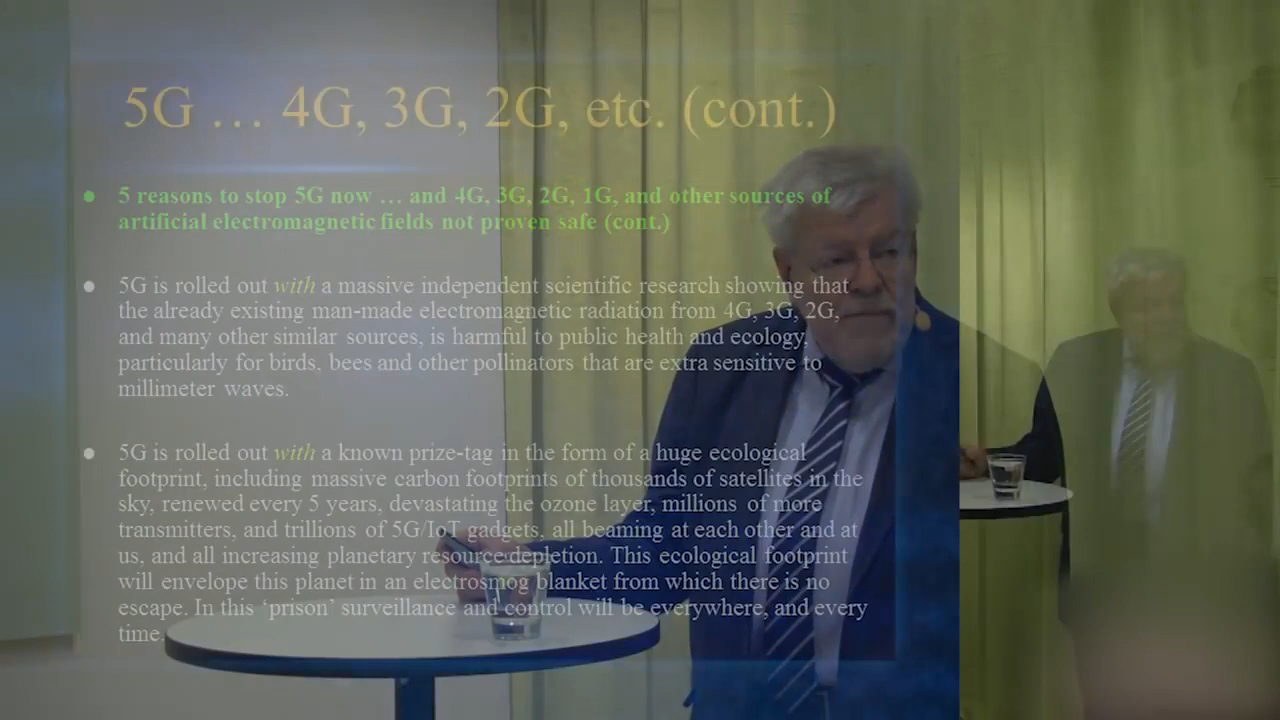 5G … 4G, 3G, 2G, etc. (cont.)
● 5 reasons to stop 5G now … and 4G, 3G, 2G, 1G, and other sources of
artificial electromagnetic fields not proven safe (cont.)
● 5G is rolled out with a massive independent scientific research showing that
the already existing man-made electromagnetic radiation from 4G, 3G, 2G,
and many other similar sources, is harmful to public health and ecology,
particularly for birds, bees and other pollinators that are extra sensitive to
millimeter waves.
● 5G is rolled out with a known prize-tag in the form of a huge ecological
footprint, including massive carbon footprints of thousands of satellites in the
sky, renewed every 5 years, devastating the ozone layer, millions of more
transmitters, and trillions of 5G/IoT gadgets, all beaming at each other and at
us, and all increasing planetary resource depletion. This ecological footprint
will envelope this planet in an electrosmog blanket from which there is no
escape. In this ‘prison’ surveillance and control will be everywhere, and every
time.